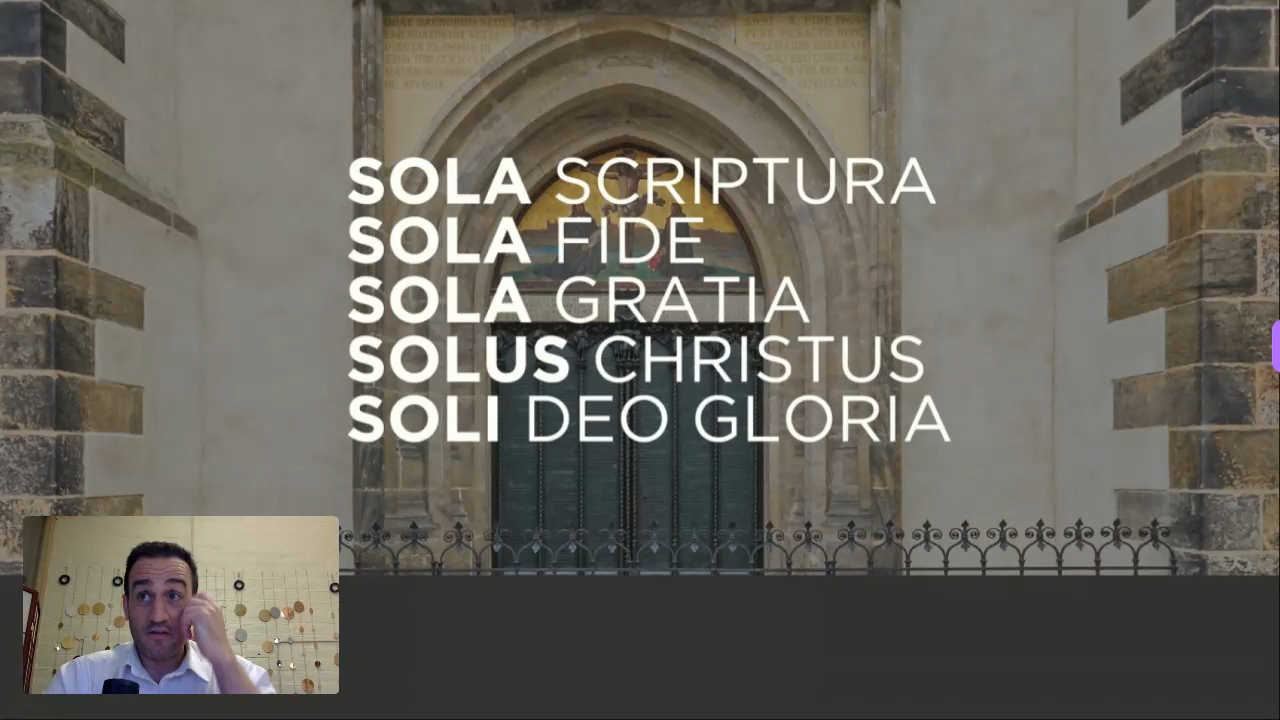 SOLA SCRIPTURA
SOLA FIDE
SOLA GRATIA
SOLUS CHRISTUS
SOLI DEO GLORIA